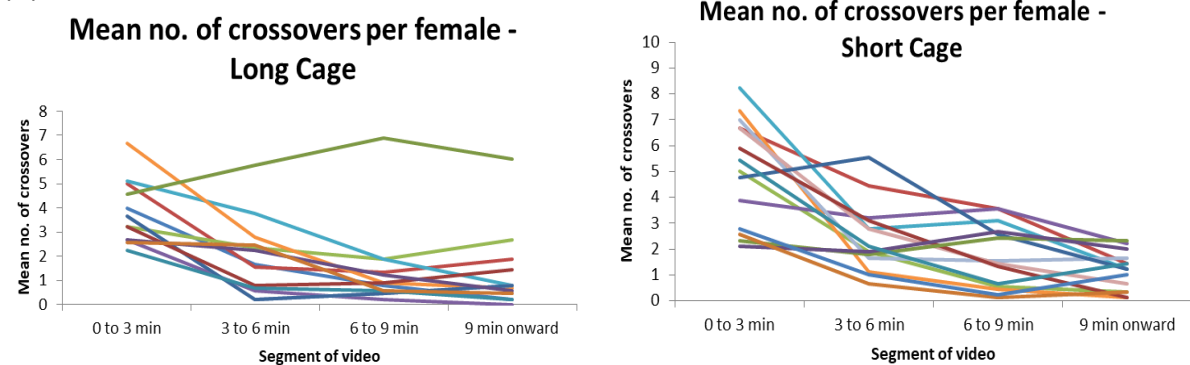 Mean no. of crossovers per female -
Long Cage
Mean no. of crossovers
8
7
6
5
4
3
2
1
0
0 to 3 min 3 to 6 min 6 to 9 min 9 min onward
Segment of video
Mean no. of crossovers per female -
Short Cage
Mean no. of crossovers
10
9
8
7
6
5
4
3
2
1
0
0 to 3 min 3 to 6 min 6 to 9 min 9 min onward
Segment of video